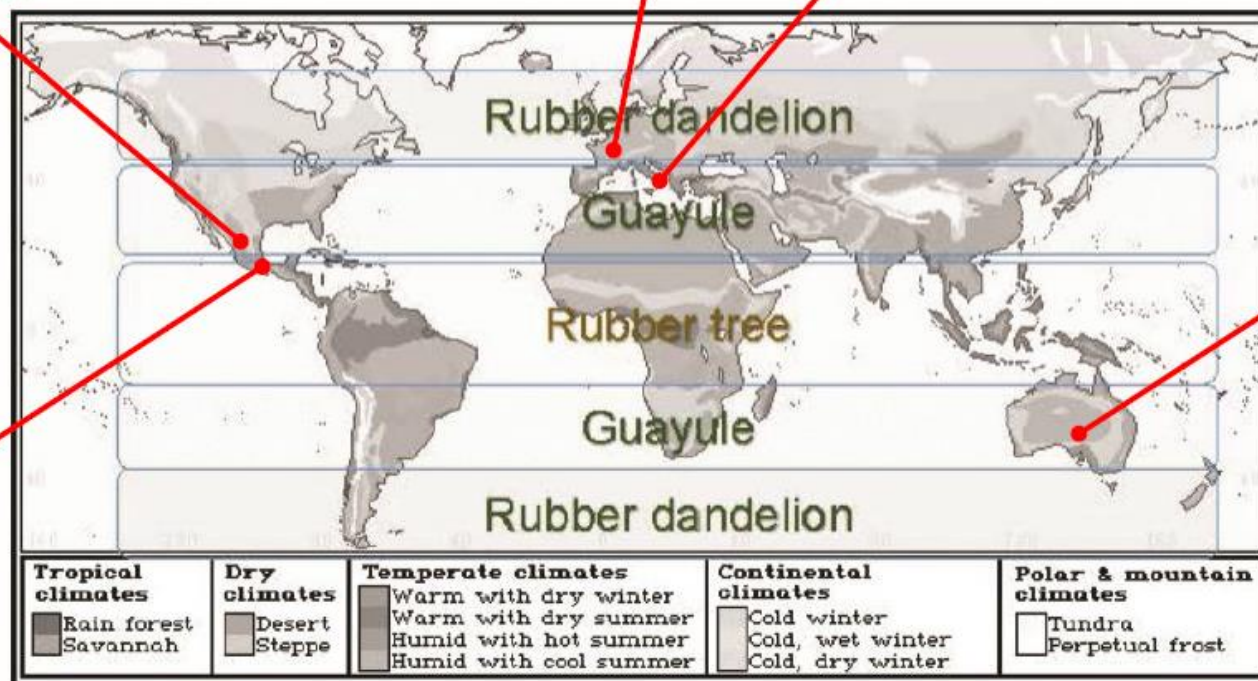 Rubber dandelion
Guayule
Rubber tree
Guayule
Rubber dandelion
Tropical climates
Rain forest
Savannah
Dry climates
Desert
Steppe
Temperate climates
Warm with dry winter
Warm with dry summer
Humid with hot summer
Humid with cool summer
Continental climates
Cold winter
Cold, wet winter
Cold, dry winter
Polar & mountain climates
Tundra
Perpetual frost